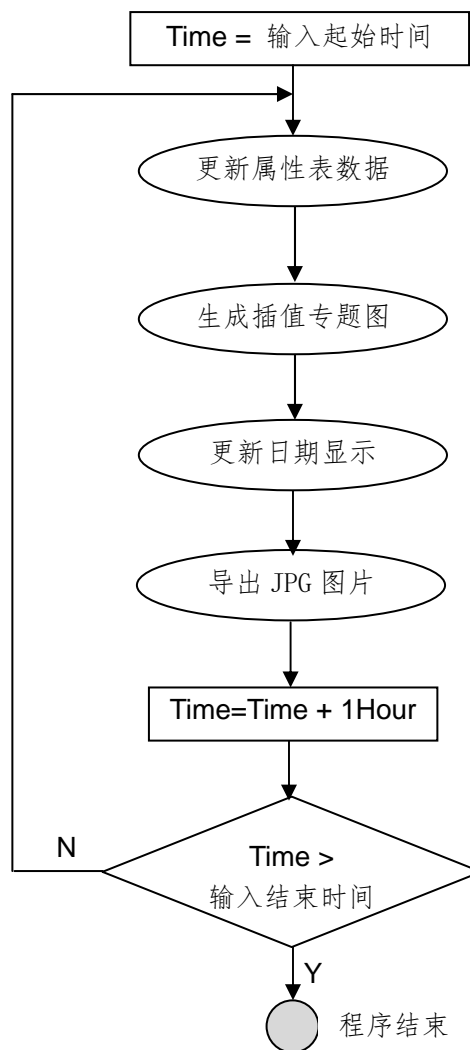 Time = 输入起始时间
更新属性表数据
生成插值专题图
更新日期显示
导出 JPG 图片
Time=Time + 1Hour
N
Time >
输入结束时间
Y
程序结束